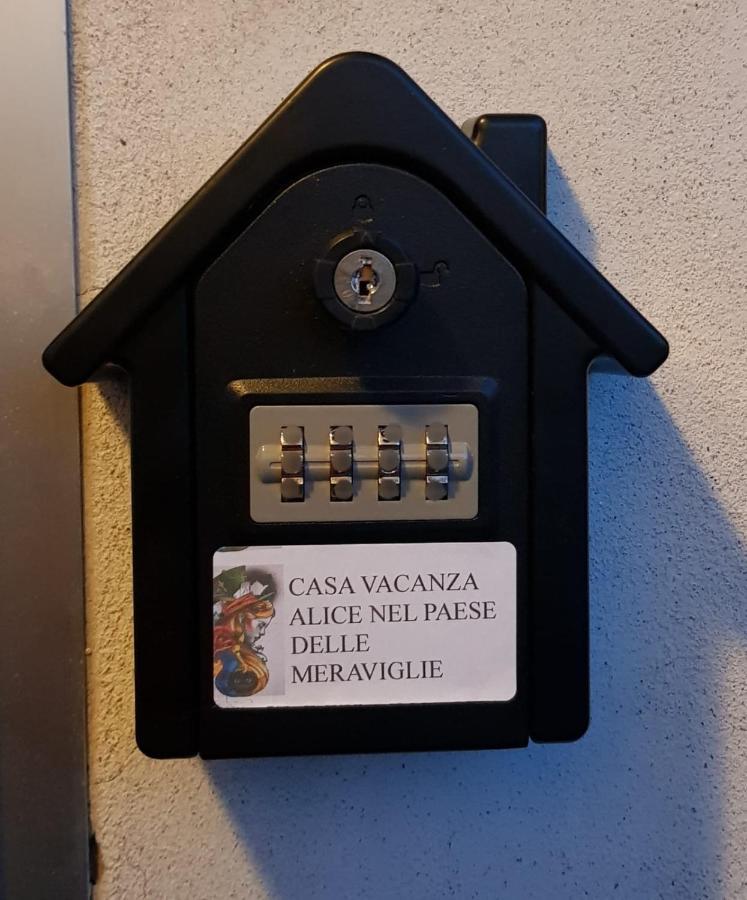 CASA VACANZA
ALICE NEL PAESE
DELLE
MERAVIGLIE